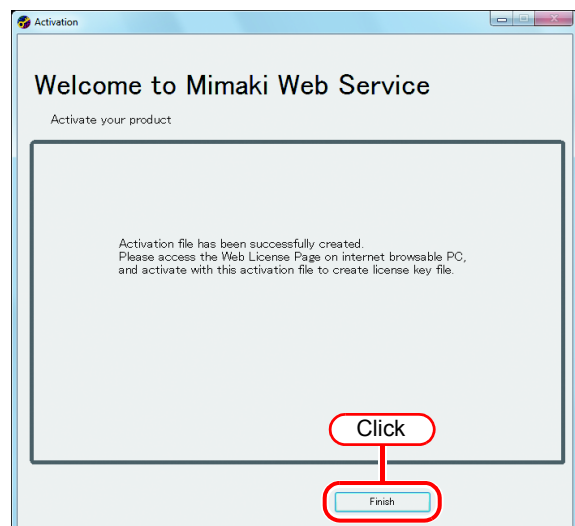 Activation
Welcome to Mimaki Web Service
Activate your product
Activation file has been successfully created.
Please access the Web License Page on internet browsable PC,
and activate with this activation file to create license key file.
Click
Finish